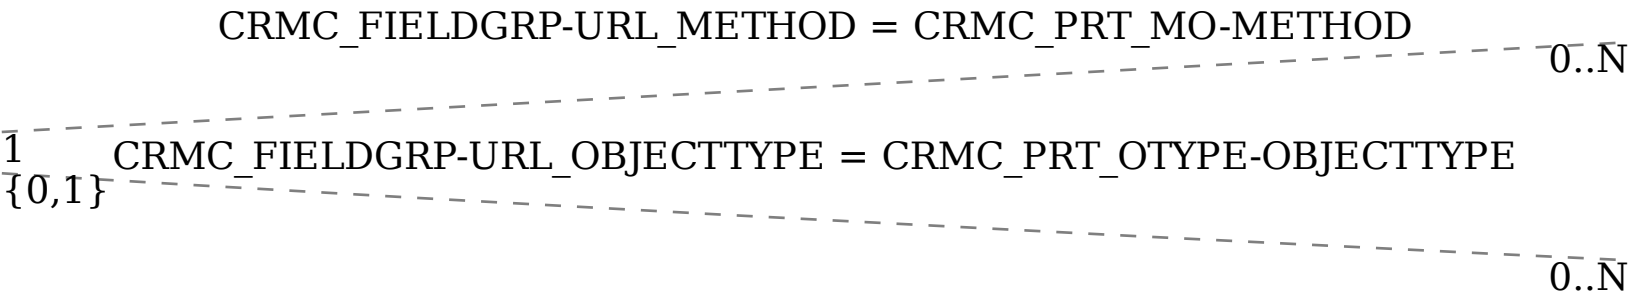 CRMC_FIELDGRP-URL_METHOD = CRMC_PRT_MO-METHOD
0..N
1
CRMC_FIELDGRP-URL_OBJECTTYPE = CRMC_PRT_OTYPE-OBJECTTYPE
{0,1}
0..N